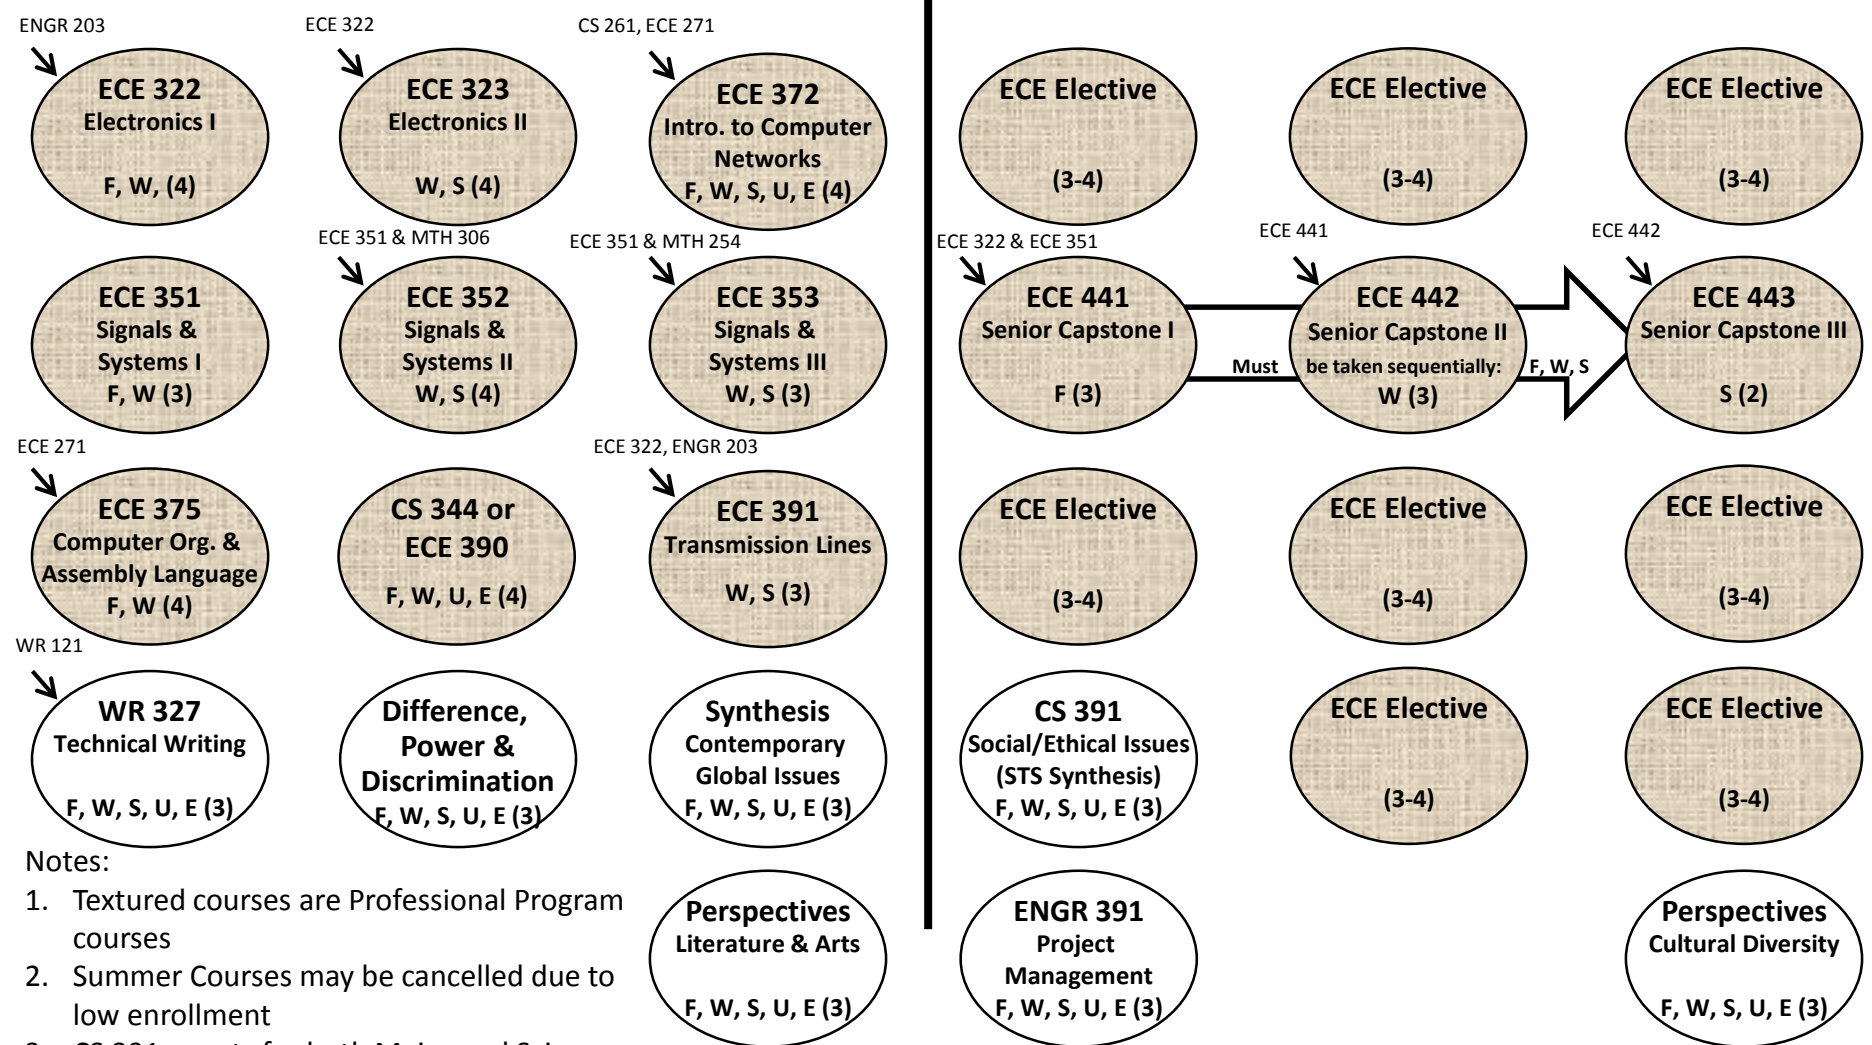 ENGR 203
ECE 322
Electronics I
F, W, (4)
ECE 322
ECE 323
Electronics II
W, S (4)
CS 261, ECE 271
ECE 372
Intro. to Computer
Networks
F, W, S, U, E (4)
ECE Elective
(3-4)
ECE Elective
(3-4)
ECE Elective
(3-4)
ECE 351
Signals &
Systems I
F, W (3)
ECE 351 & MTH 306
ECE 352
Signals &
Systems II
W, S (4)
ECE 351 & MTH 254
ECE 353
Signals &
Systems III
W, S (3)
ECE 322 & ECE 351
ECE 441
Senior Capstone I
F (3)
Must
ECE 441
ECE 442
Senior Capstone II
be taken sequentially:
W (3)
F, W, S
ECE 442
ECE 443
Senior Capstone III
S (2)
ECE 271
ECE 375
Computer Org. &
Assembly Language
F, W (4)
CS 344 or
ECE 390
F, W, U, E (4)
ECE 322, ENGR 203
ECE 391
Transmission Lines
W, S (3)
ECE Elective
(3-4)
ECE Elective
(3-4)
ECE Elective
(3-4)
WR 121
WR 327
Technical Writing
F, W, S, U, E (3)
Difference,
Power &
Discrimination
F, W, S, U, E (3)
Synthesis
Contemporary
Global Issues
F, W, S, U, E (3)
CS 391
Social/Ethical Issues
(STS Synthesis)
F, W, S, U, E (3)
ECE Elective
(3-4)
ECE Elective
(3-4)
Notes:
1. Textured courses are Professional Program
courses
2. Summer Courses may be cancelled due to
low enrollment
Perspectives
Literature & Arts
F, W, S, U, E (3)
ENGR 391
Project
Management
F, W, S, U, E (3)
Perspectives
Cultural Diversity
F, W, S, U, E (3)